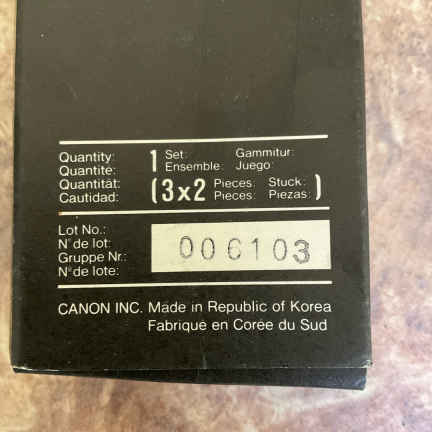 Quantity: 1 Set: Gammitur:
Quantite: Ensemble: Juego:
Quantität: (3x2 Pieces: Stuck:)
Cautidad: Pieces: Piezas:
Lot No.:
N° de lot: 006103
Gruppe Nr.:
N° de lote:
CANON INC. Made in Republic of Korea
Fabriqué en Corée du Sud